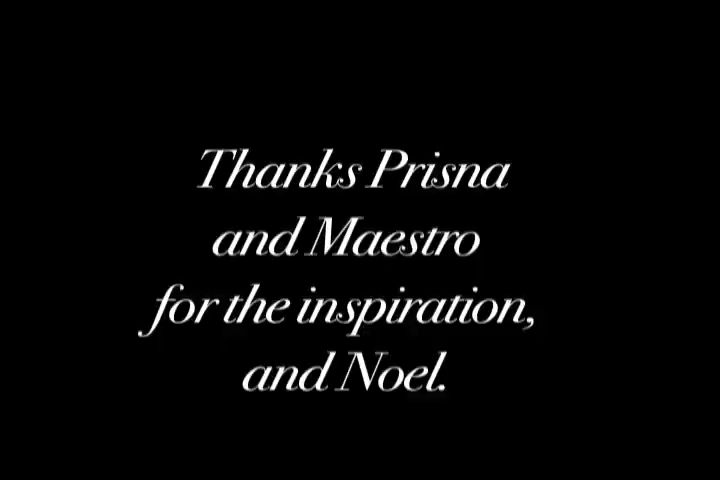 Thanks Prisna
and Maestro
for the inspiration,
and Noel.